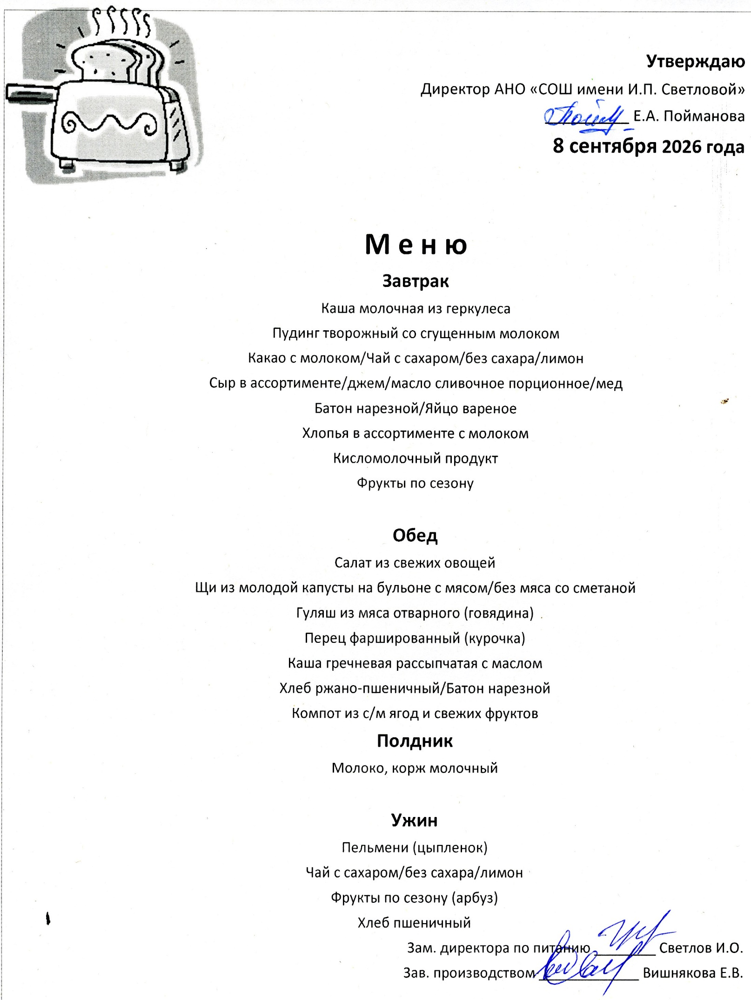 Утверждаю
Директор АНО «СОШ имени И.П. Светловой»
____________ Е.А. Пойманова
8 сентября 2026 года
Меню
Завтрак
Каша молочная из геркулеса
Пудинг творожный со сгущенным молоком
Какао с молоком/Чай с сахаром/без сахара/лимон
Сыр в ассортименте/джем/масло сливочное порционное/мед
Батон нарезной/Яйцо вареное
Хлопья в ассортименте с молоком
Кисломолочный продукт
Фрукты по сезону
Обед
Салат из свежих овощей
Щи из молодой капусты на бульоне с мясом/без мяса со сметаной
Гуляш из мяса отварного (говядина)
Перец фаршированный (курочка)
Каша гречневая рассыпчатая с маслом
Хлеб ржано-пшеничный/Батон нарезной
Компот из с/м ягод и свежих фруктов
Полдник
Молоко, корж молочный
Ужин
Пельмени (цыпленок)
Чай с сахаром/без сахара/лимон
Фрукты по сезону (арбуз)
Хлеб пшеничный
Зам. директора по питанию ________ Светлов И.О.
Зав. производством ______________ Вишнякова Е.В.